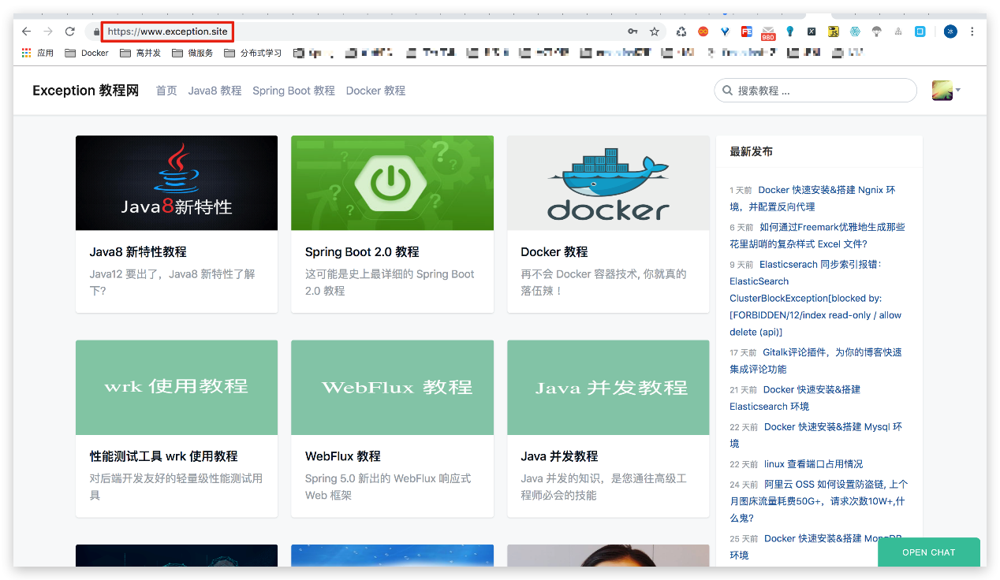 https://www.exception.site
980
JS
应用
Docker
高并发
微服务
分布式学习
Exception 教程网
首页
Java8 教程
Spring Boot 教程
Docker 教程
搜索教程 ...
Java8新特性
docker
Java8 新特性教程
Java12 要出了，Java8 新特性了解
下?
Spring Boot 2.0 教程
这可能是史上最详细的 Spring Boot
2.0 教程
Docker 教程
再不会 Docker 容器技术, 你就真的
落伍辣！
wrk 使用教程
WebFlux 教程
Java 并发教程
性能测试工具 wrk 使用教程
对后端开发友好的轻量级性能测试用
具
WebFlux 教程
Spring 5.0 新出的 WebFlux 响应式
Web 框架
Java 并发教程
Java 并发的知识，是您通往高级工
程师必会的技能
最新发布
1 天前 Docker 快速安装&搭建 Ngnix 环
境，并配置反向代理
6 天前 如何通过Freemark优雅地生成那些
花里胡哨的复杂样式 Excel 文件?
9 天前 Elasticserach 同步索引报错：
ElasticSearch
ClusterBlockException[blocked by:
[FORBIDDEN/12/index read-only / allow
delete (api)]
17 天前 Gitalk评论插件，为你的博客快速
集成评论功能
21 天前 Docker 快速安装&搭建
Elasticsearch 环境
22 天前 Docker 快速安装&搭建 Mysql 环
境
22 天前 linux 查看端口占用情况
24 天前 阿里云 OSS 如何设置防盗链, 上个
月图床流量耗费50G+，请求次数10W+,什
么鬼?
25 天前 Docker 快速安装&搭建 MongDB
环境
OPEN CHAT